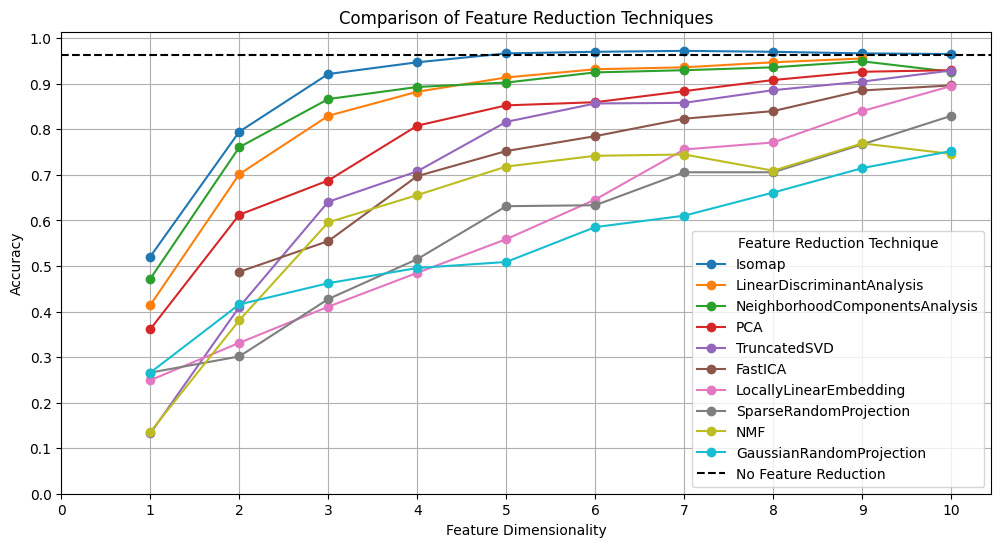 Comparison of Feature Reduction Techniques
1.0
0.9
0.8
0.7
0.6
0.5
0.4
0.3
0.2
0.1
0.0
Accuracy
Feature Reduction Technique
Isomap
LinearDiscriminantAnalysis
NeighborhoodComponentsAnalysis
PCA
TruncatedSVD
FastICA
LocallyLinearEmbedding
SparseRandomProjection
NMF
GaussianRandomProjection
No Feature Reduction
0 1 2 3 4 5 6 7 8 9 10
Feature Dimensionality